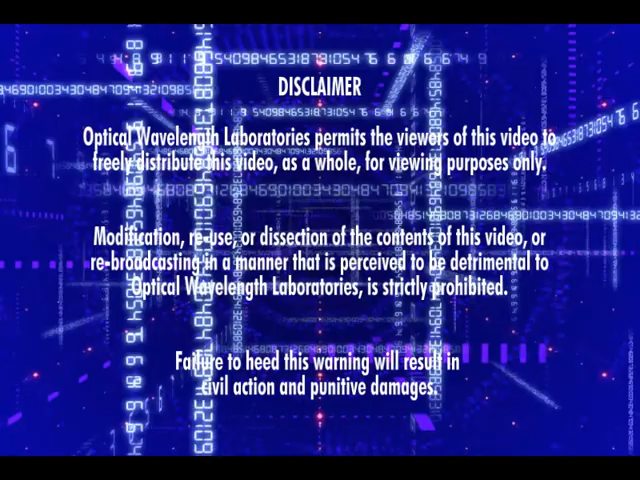 DISCLAIMER
Optical Wavelength Laboratories permits the viewers of this video to
freely distribute this video, as a whole, for viewing purposes only.
Modification, re-use, or dissection of the contents of this video, or
re-broadcasting in a manner that is perceived to be detrimental to
Optical Wavelength Laboratories, is strictly prohibited.
Failure to heed this warning will result in
civil action and punitive damages.